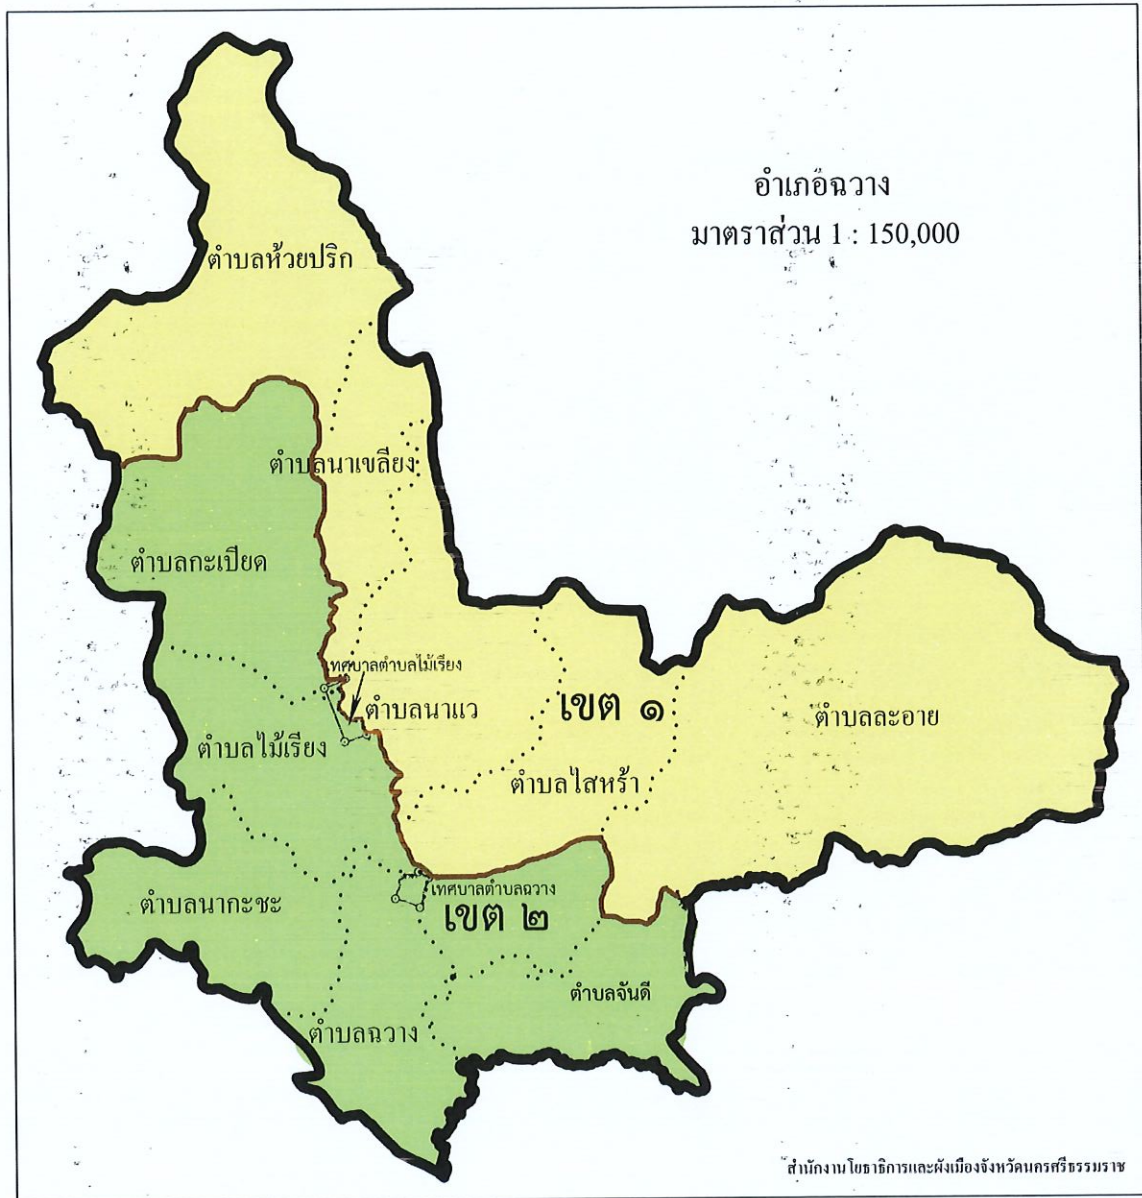 อำเภอฉวาง
มาตราส่วน 1 : 150,000
ตำบลห้วยปริก
ตำบลนาเขลียง
ตำบลกะเปียด
เทศบาลตำบลไม้เรียง
ตำบลนาแว
เขต ๑
ตำบลละอาย
ตำบลไม้เรียง
ตำบลไสหร้า
เทศบาลตำบลฉวาง
ตำบลนากะชะ
เขต ๒
ตำบลจันดี
ตำบลฉวาง
สำนักงานโยธาธิการและผังเมืองจังหวัดนครศรีธรรมราช